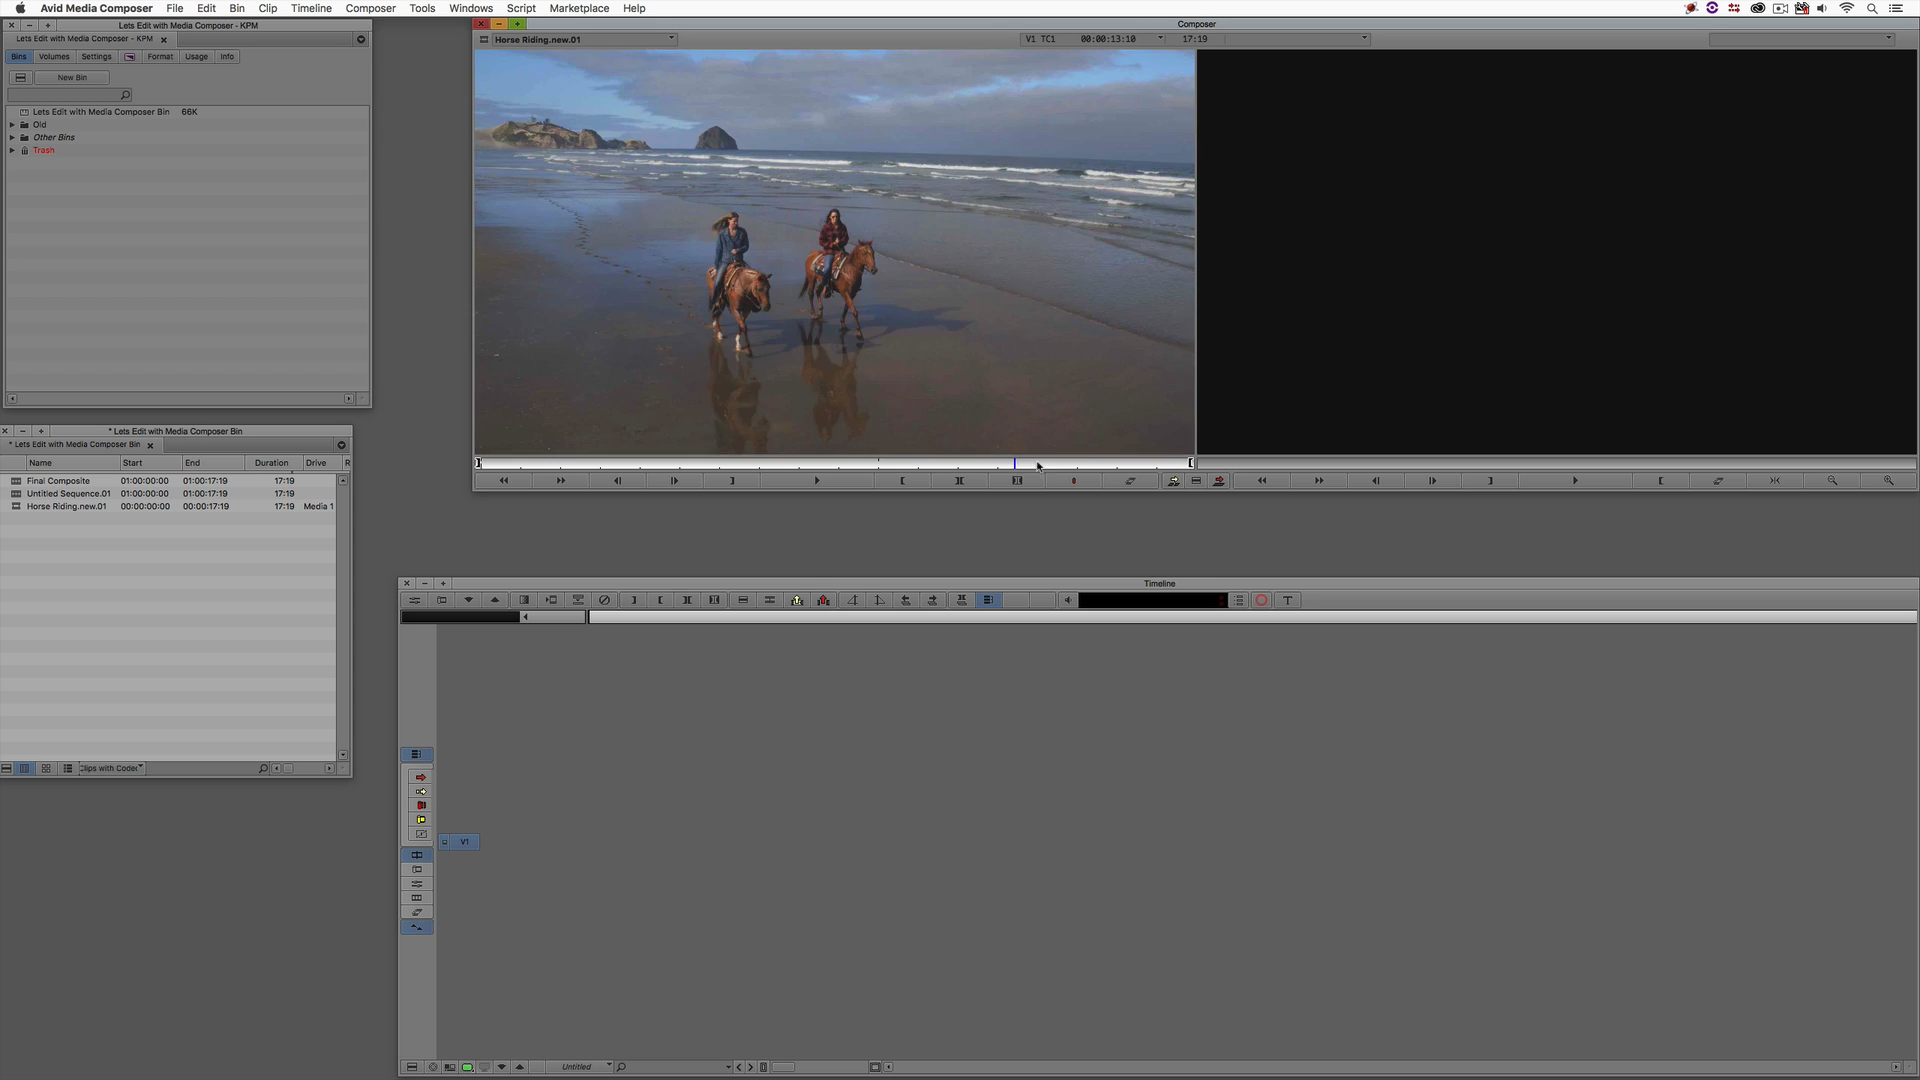 Avid Media Composer File Edit Bin Clip Timeline Composer Tools Windows Script Marketplace Help
Lets Edit with Media Composer - KPM
Lets Edit with Media Composer - KPM
Bins Volumes Settings Format Usage Info
New Bin
Lets Edit with Media Composer Bin 66K
Old
Other Bins
Trash
Composer
Horse Riding.new.01
V1 TC1 00:00:13:10 17:19
* Lets Edit with Media Composer Bin
* Lets Edit with Media Composer Bin
Name Start End Duration Drive R
Final Composite 01:00:00:00 01:00:17:19 17:19
Untitled Sequence.01 01:00:00:00 01:00:17:19 17:19
Horse Riding.new.01 00:00:00:00 00:00:17:19 17:19 Media 1
Clips with Codec
Timeline
V1
Untitled